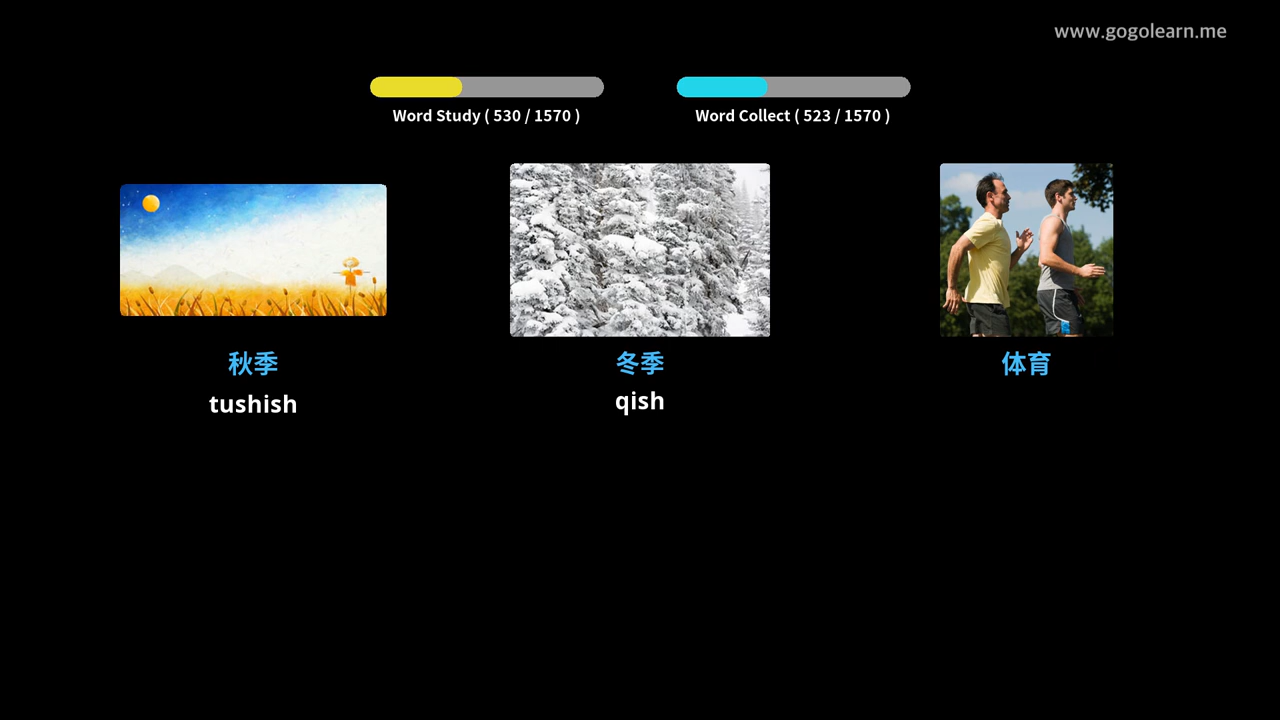 www.gogolearn.me
Word Study ( 530 / 1570 )
Word Collect ( 523 / 1570 )
秋季
冬季
体育
tushish
qish